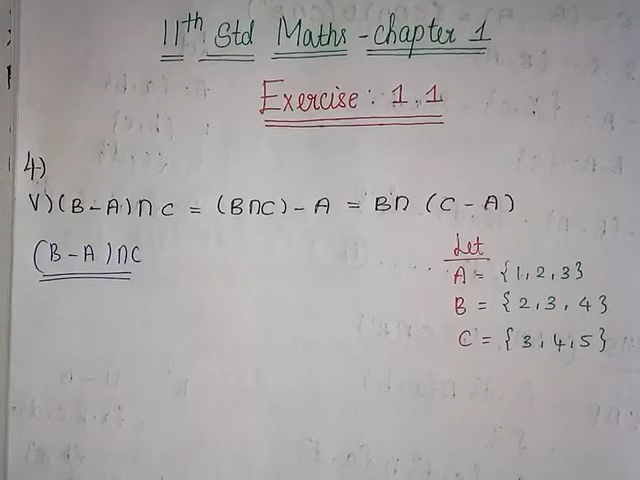 11th Std Maths - chapter 1
Exercise : 1.1
4)
V) (B - A) ∩ C = (B∩C) - A = B∩ (C - A)
(B - A) ∩C
Let
A = {1, 2, 3}
B = {2, 3, 4}
C = {3, 4, 5}